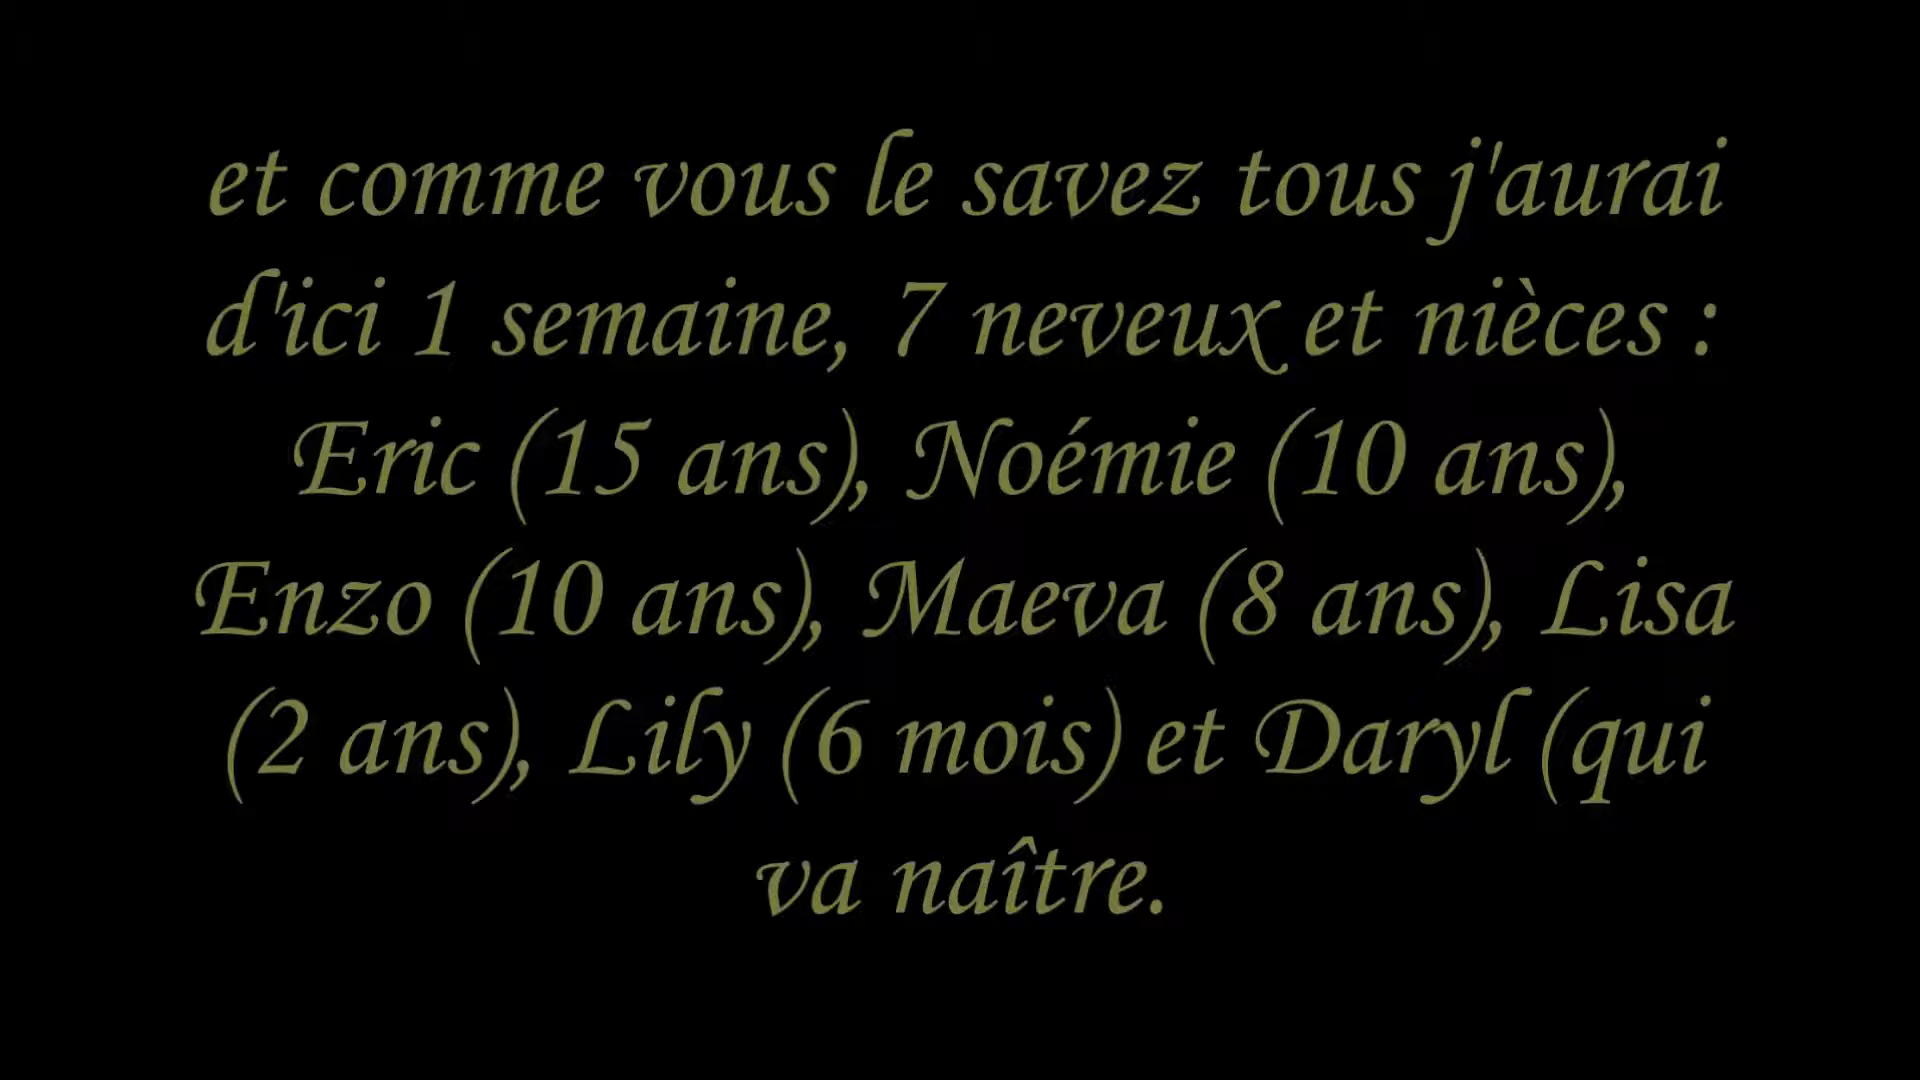 et comme vous le savez tous j'aurai
d'ici 1 semaine, 7 neveux et nièces :
Eric (15 ans), Noémie (10 ans),
Enzo (10 ans), Maeva (8 ans), Lisa
(2 ans), Lily (6 mois) et Daryl (qui
va naître.